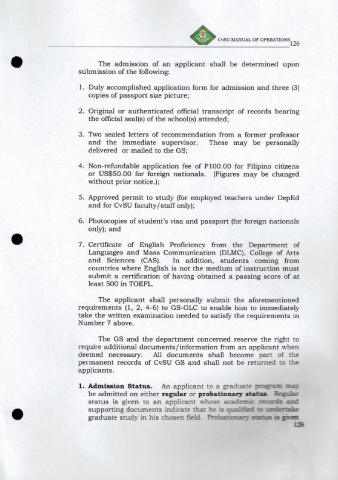 CvSU MANUAL OF OPERATIONS
126
The admission of an applicant shall be determined upon
submission of the following:
1. Duly accomplished application form for admission and three (3)
copies of passport size picture;
2. Original or authenticated official transcript of records bearing
the official seal(s) of the school(s) attended;
3. Two sealed letters of recommendation from a former professor
and the immediate supervisor. These may be personally
delivered or mailed to the GS;
4. Non-refundable application fee of P100.00 for Filipino citizens
or US$50.00 for foreign nationals. (Figures may be changed
without prior notice.);
5. Approved permit to study (for employed teachers under DepEd
and for CvSU faculty/staff only);
6. Photocopies of student's visa and passport (for foreign nationals
only); and
7. Certificate of English Proficiency from the Department of
Languages and Mass Communication (DLMC), College of Arts
and Sciences (CAS). In addition, students coming from
countries where English is not the medium of instruction must
submit a certification of having obtained a passing score of at
least 500 in TOEFL.
The applicant shall personally submit the aforementioned
requirements (1, 2, 4-6) to GS-OLC to enable him to immediately
take the written examination needed to satisfy the requirements in
Number 7 above.
The GS and the department concerned reserve the right to
require additional documents/information from an applicant when
deemed necessary. All documents shall become part of the
permanent records of CvSU GS and shall not be returned to the
applicants.
1. Admission Status. An applicant to a graduate program may
be admitted on either regular or probationary status. Regular
status is given to an applicant whose academic records and
supporting documents indicate that he is qualified to undertake
graduate study in his chosen field. Probationary status is given
126